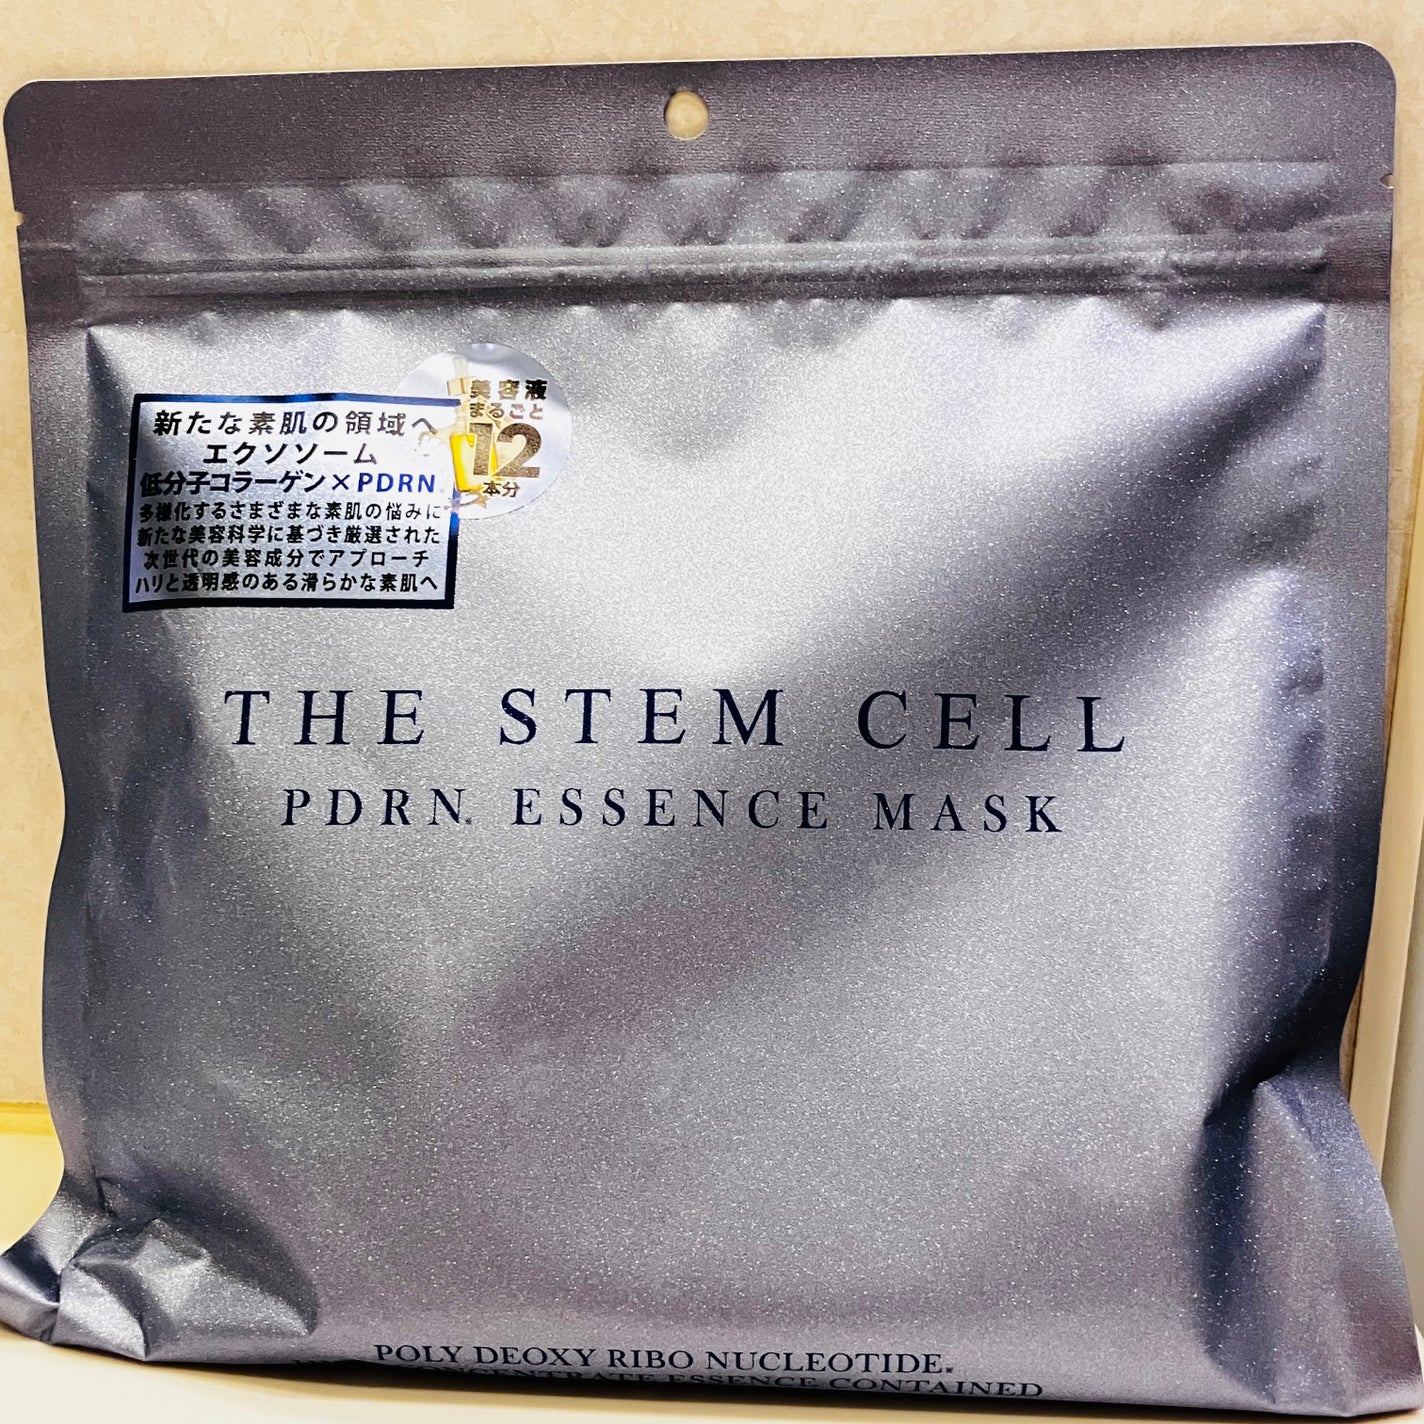 美容液
まるごと
12
本分
新たな素肌の領域へ
エクソソーム
低分子コラーゲン×PDRN
多様化するさまざまな素肌の悩みに
新たな美容科学に基づき厳選された
次世代の美容成分でアプローチ
ハリと透明感のある滑らかな素肌へ
THE STEM CELL
PDRN ESSENCE MASK
POLY DEOXY RIBO NUCLEOTIDE
CONCENTRATE ESSENCE CONTAINED